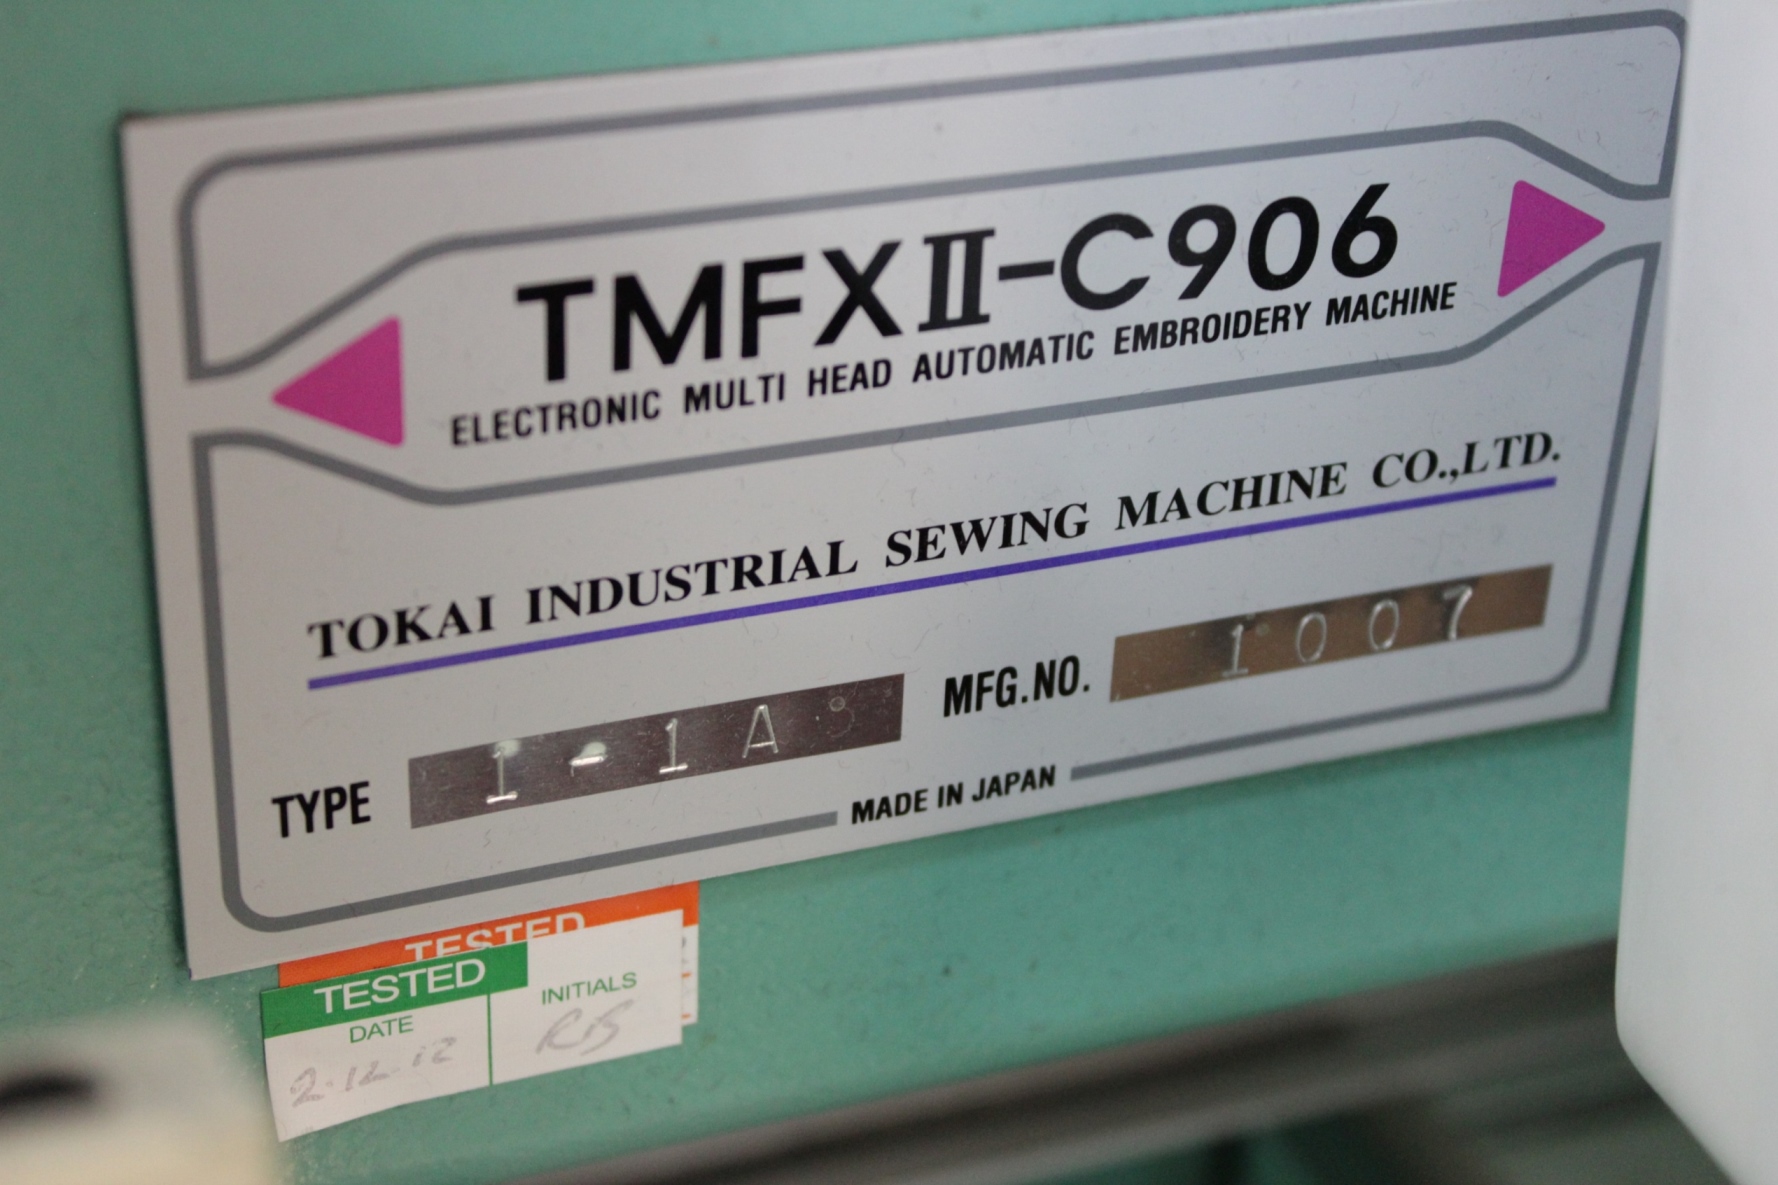 TMFXII-C906
ELECTRONIC MULTI HEAD AUTOMATIC EMBROIDERY MACHINE
TOKAI INDUSTRIAL SEWING MACHINE CO.,LTD.
TYPE I-1A MFG.NO. 1007
MADE IN JAPAN
TESTED
TESTED
DATE INITIALS
2.12.12 RB